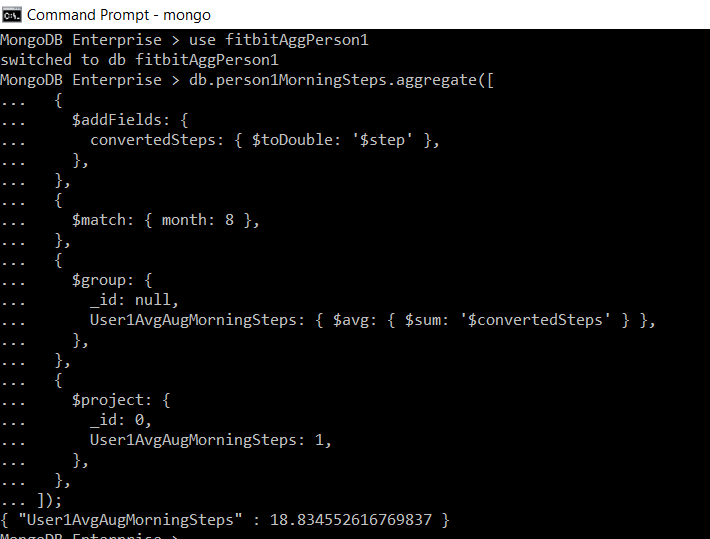 Command Prompt - mongo
MongoDB Enterprise > use fitbitAggPerson1
switched to db fitbitAggPerson1
MongoDB Enterprise > db.person1MorningSteps.aggregate([
...   {
...     $addFields: {
...       convertedSteps: { $toDouble: '$step' },
...     },
...   },
...   {
...     $match: { month: 8 },
...   },
...   {
...     $group: {
...       _id: null,
...       User1AvgAugMorningSteps: { $avg: { $sum: '$convertedSteps' } },
...     },
...   },
...   {
...     $project: {
...       _id: 0,
...       User1AvgAugMorningSteps: 1,
...     },
...   },
... ]);
{ "User1AvgAugMorningSteps" : 18.834552616769837 }
MongoDB Enterprise >